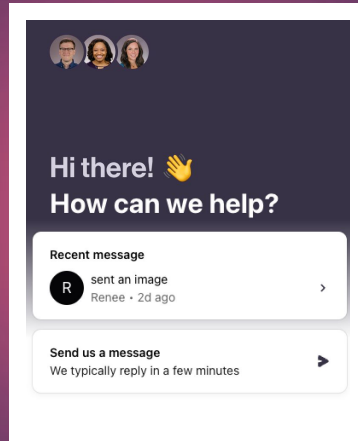 Hi there! 👋
How can we help?
Recent message
R
sent an image
Renee • 2d ago
Send us a message
We typically reply in a few minutes